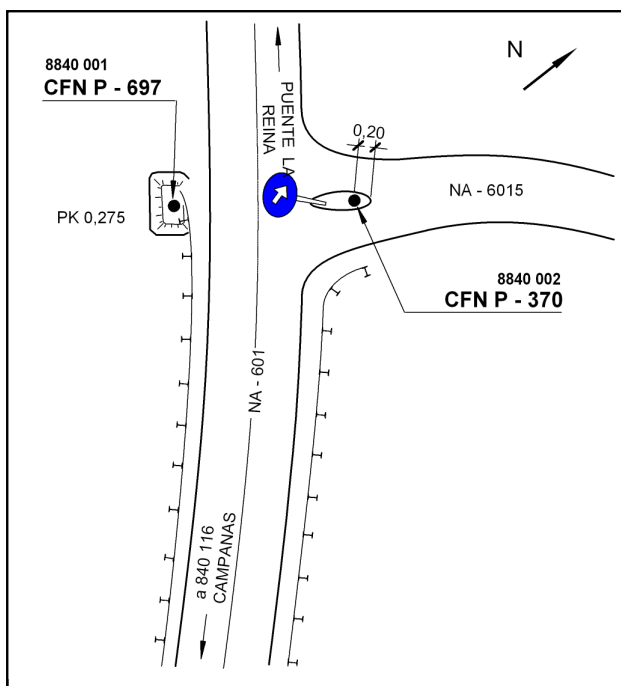 8840 001
CFN P - 697
PUENTE LA
REINA
N
0,20
NA - 6015
PK 0,275
8840 002
CFN P - 370
NA - 601
a 840 116
CAMPANAS